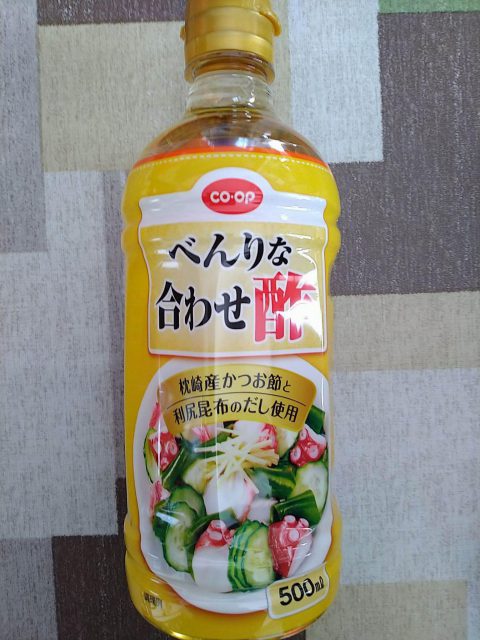 CO·OP
べんりな
合わせ酢
枕崎産かつお節と
利尻昆布のだし使用
500ml